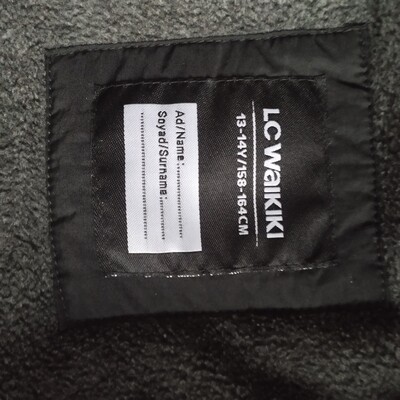 LC WAIKIKI
13-14Y/158-164CM
Ad/Name:..................
Soyad/Surname:..........